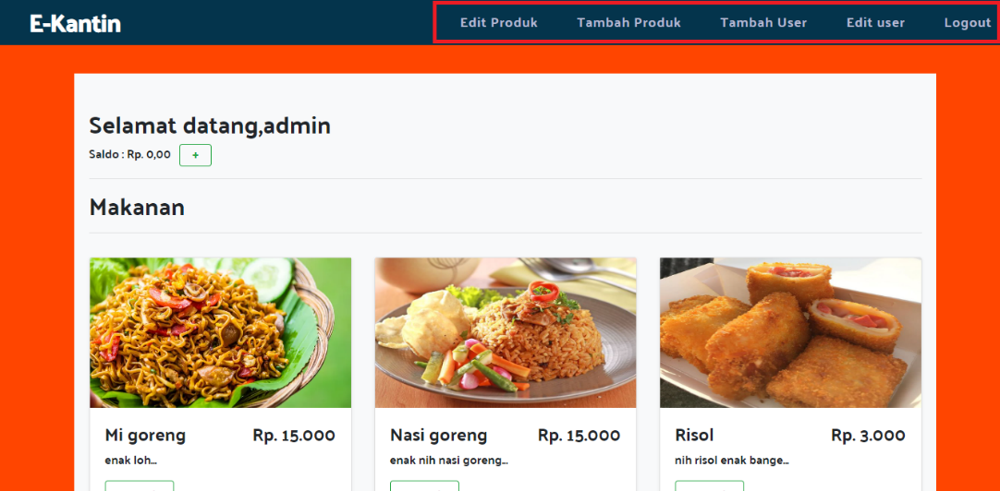 E-Kantin Edit Produk Tambah Produk Tambah User Edit user Logout
Selamat datang,admin
Saldo : Rp. 0,00 +
Makanan
Mi goreng Rp. 15.000
enak loh...
Nasi goreng Rp. 15.000
enak nih nasi goreng...
Risol Rp. 3.000
nih risol enak bange...